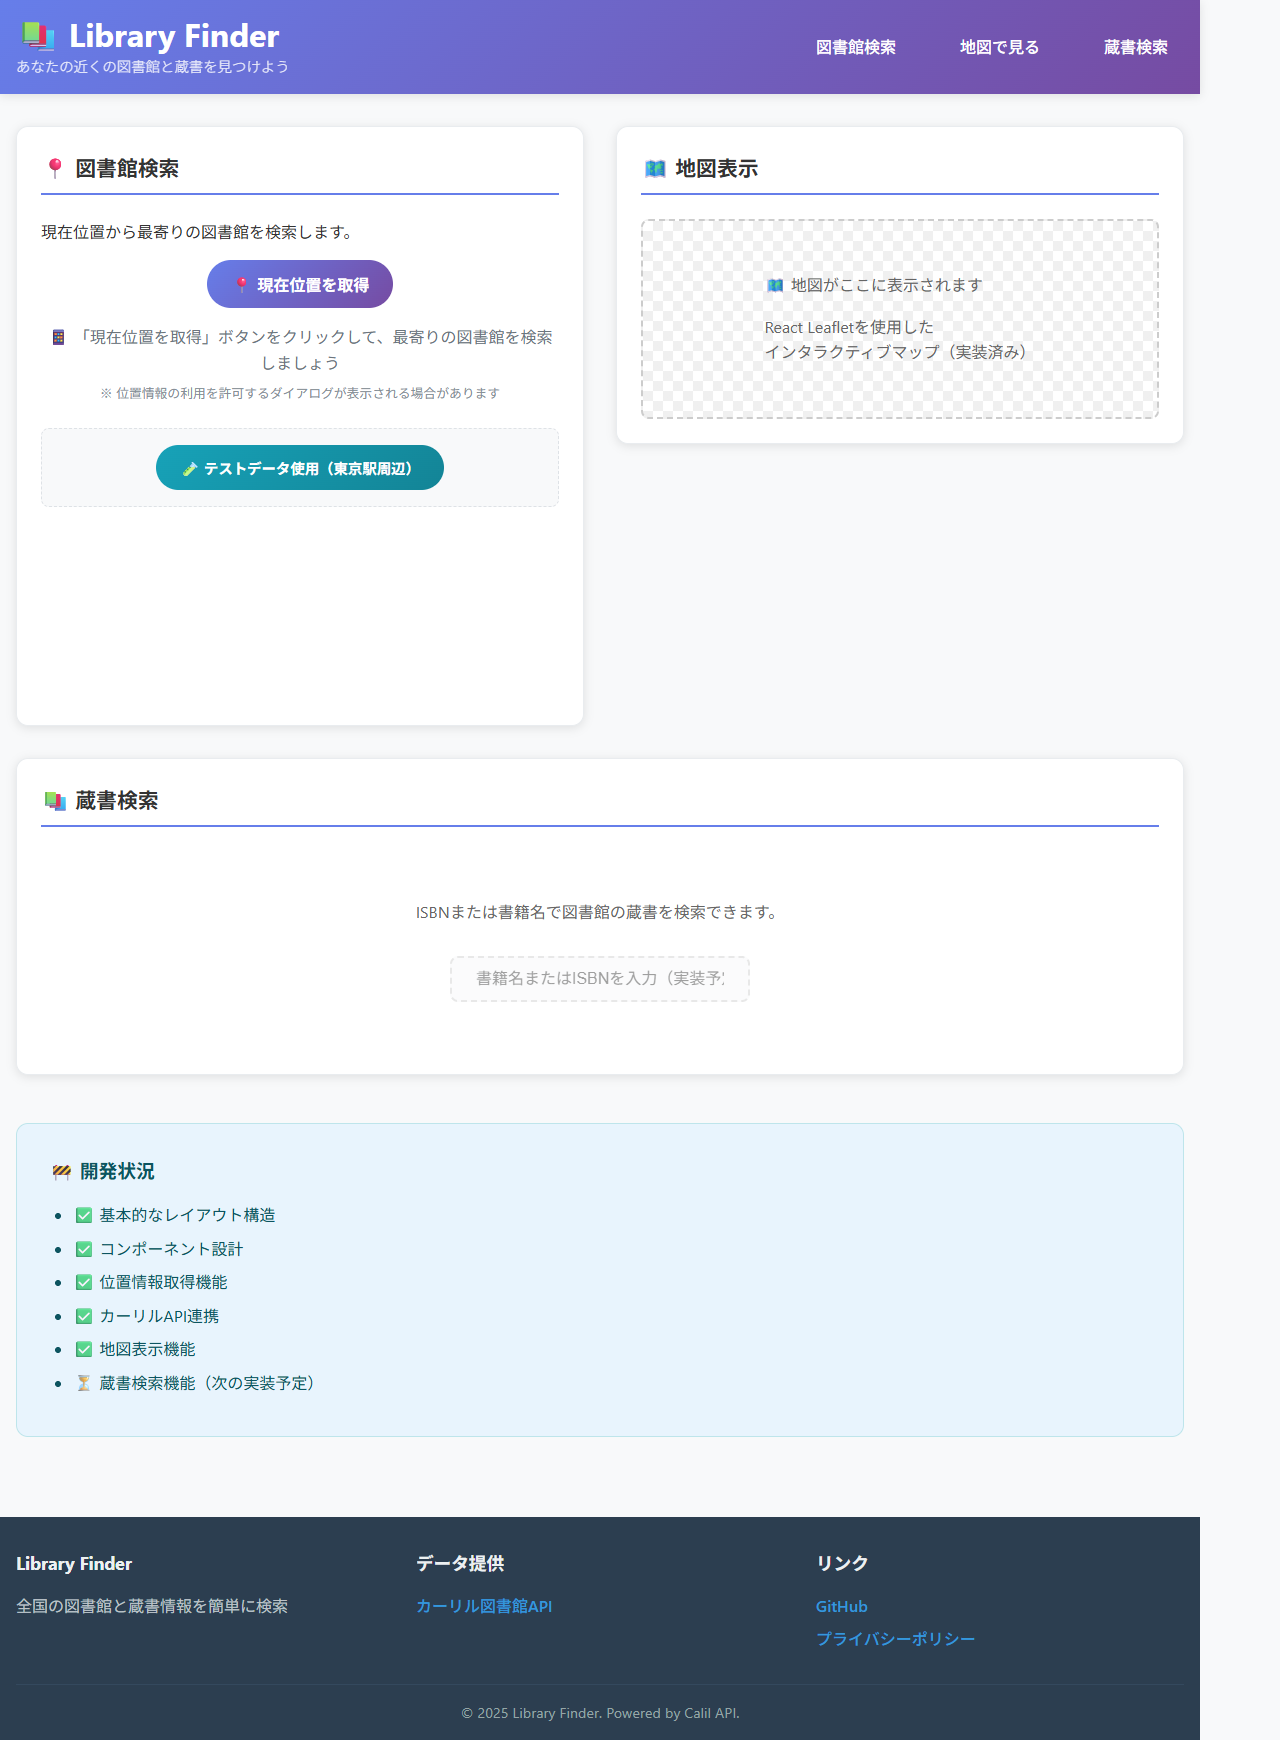 Library Finder
あなたの近くの図書館と蔵書を見つけよう
図書館検索
地図で見る
蔵書検索
図書館検索
現在位置から最寄りの図書館を検索します。
現在位置を取得
「現在位置を取得」ボタンをクリックして、最寄りの図書館を検索
しましょう
※ 位置情報の利用を許可するダイアログが表示される場合があります
テストデータ使用（東京駅周辺）
地図表示
地図がここに表示されます
React Leafletを使用した
インタラクティブマップ（実装済み）
蔵書検索
ISBNまたは書籍名で図書館の蔵書を検索できます。
書籍名またはISBNを入力（実装予
開発状況
基本的なレイアウト構造
コンポーネント設計
位置情報取得機能
カーリルAPI連携
地図表示機能
蔵書検索機能（次の実装予定）
Library Finder
全国の図書館と蔵書情報を簡単に検索
データ提供
カーリル図書館API
リンク
GitHub
プライバシーポリシー
© 2025 Library Finder. Powered by Calil API.